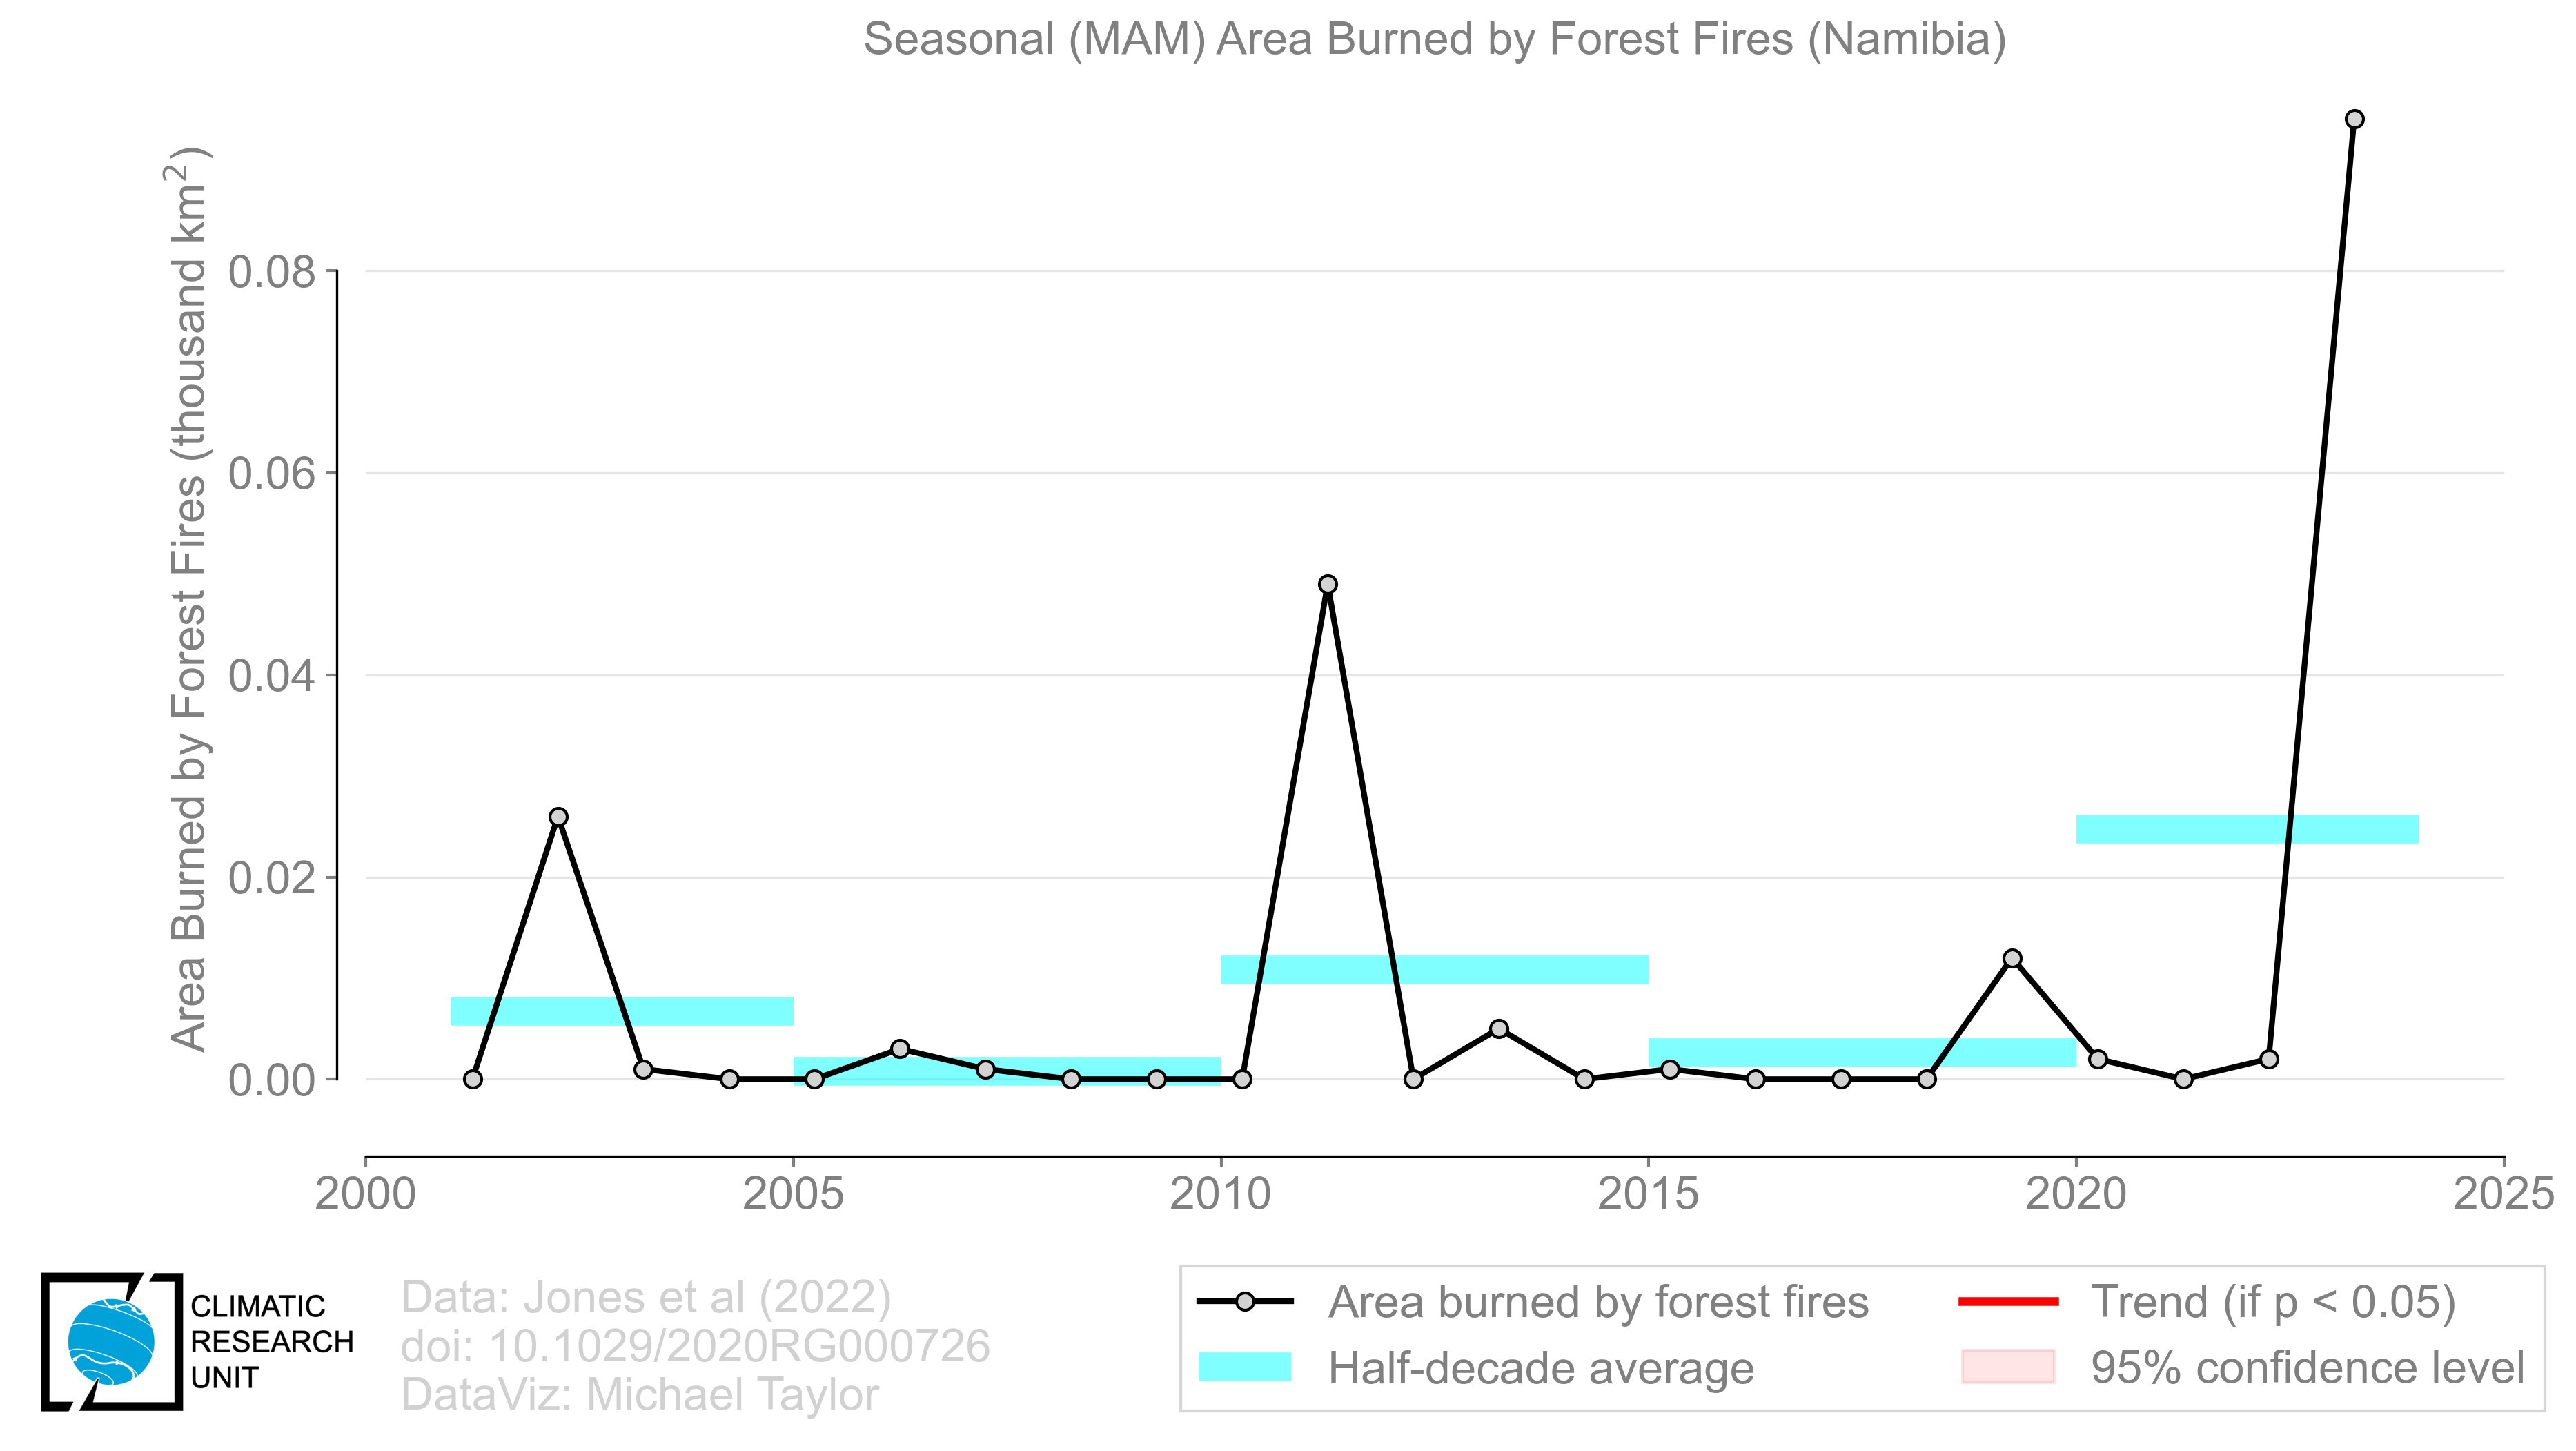 Seasonal (MAM) Area Burned by Forest Fires (Namibia)
Area Burned by Forest Fires (thousand km²)
0.08
0.06
0.04
0.02
0.00
2000 2005 2010 2015 2020 2025
CLIMATIC
RESEARCH
UNIT
Data: Jones et al (2022)
doi: 10.1029/2020RG000726
DataViz: Michael Taylor
Area burned by forest fires
Half-decade average
Trend (if p < 0.05)
95% confidence level